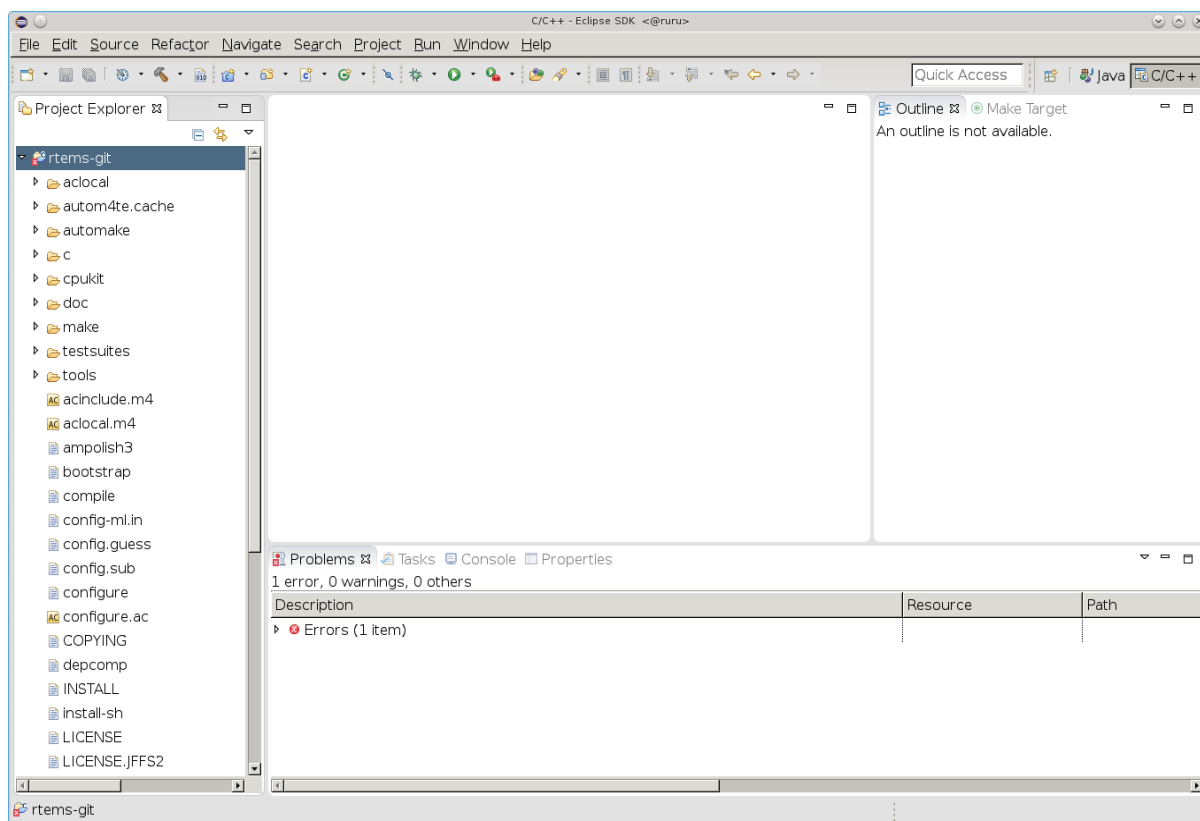 C/C++ - Eclipse SDK <@ruru>
File Edit Source Refactor Navigate Search Project Run Window Help
Quick Access Java C/C++
Project Explorer
Outline Make Target
An outline is not available.
rtems-git
aclocal
autom4te.cache
automake
c
cpukit
doc
make
testsuites
tools
AC acinclude.m4
AC aclocal.m4
ampolish3
bootstrap
compile
config-ml.in
config.guess
config.sub
configure
AC configure.ac
COPYING
depcomp
INSTALL
install-sh
LICENSE
LICENSE.JFFS2
Problems Tasks Console Properties
1 error, 0 warnings, 0 others
Description Resource Path
Errors (1 item)
rtems-git